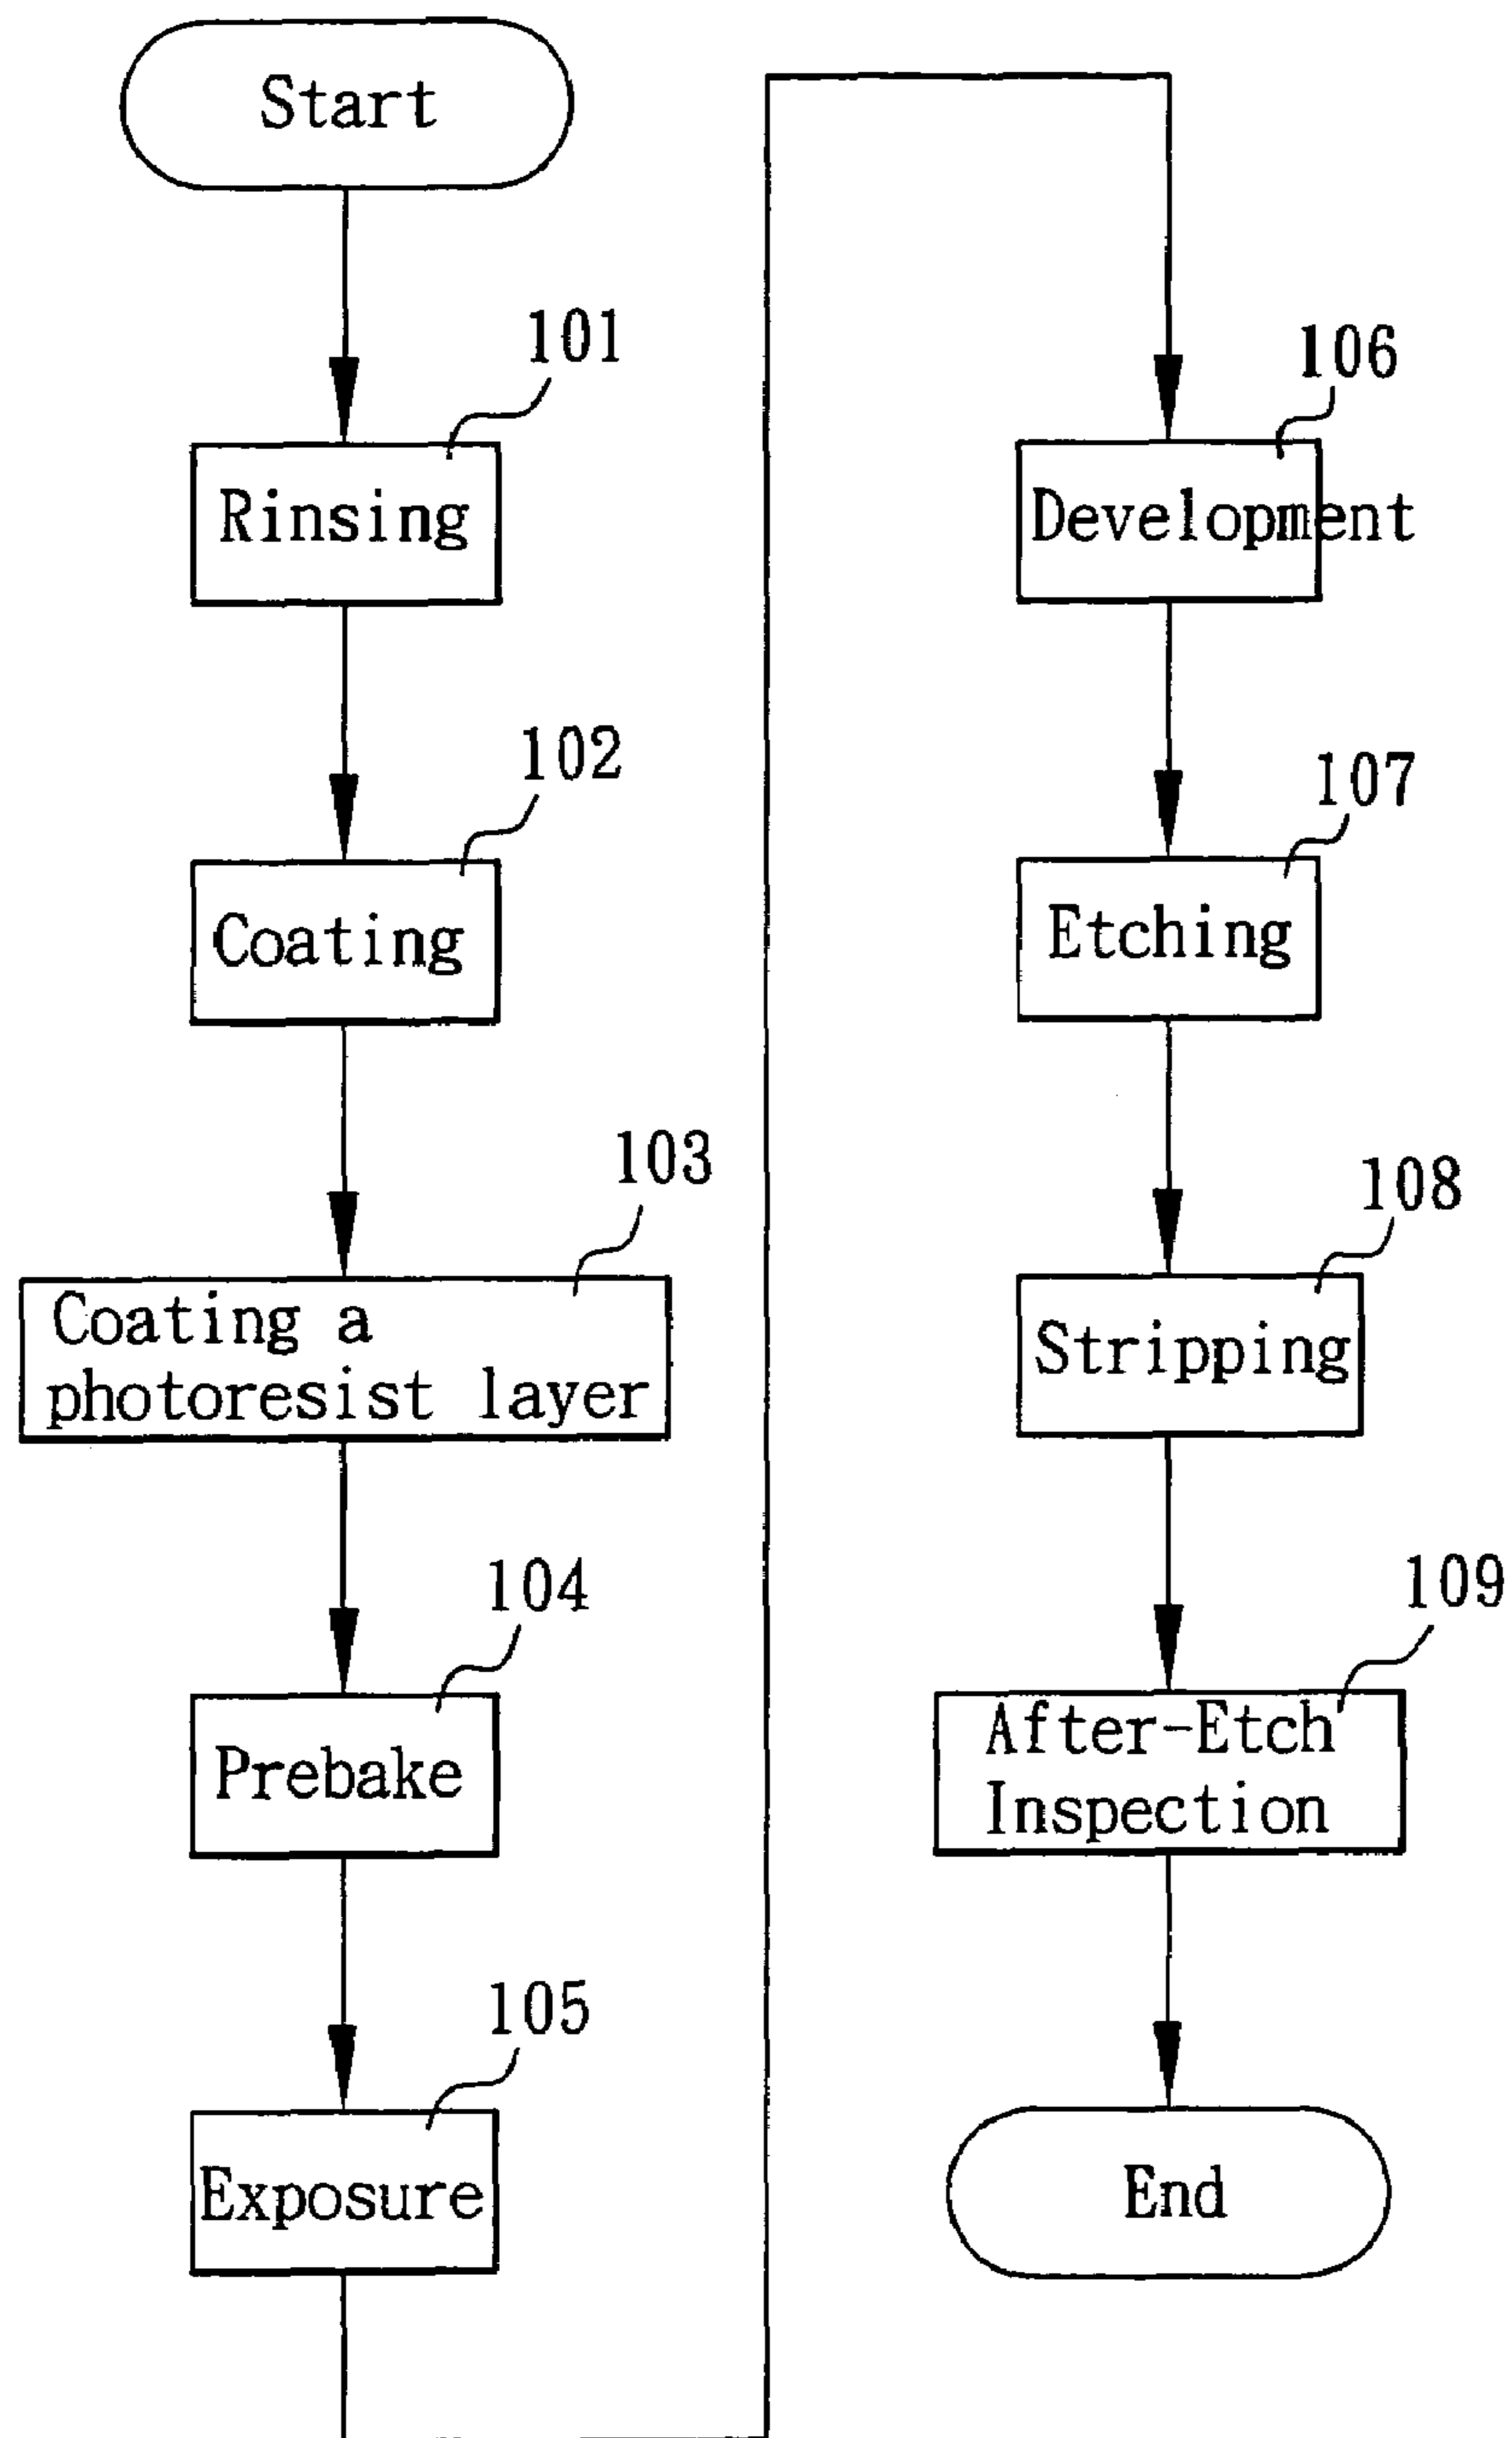 Start
101
Rinsing
102
Coating
103
Coating a
photoresist layer
104
Prebake
105
Exposure
106
Development
107
Etching
108
Stripping
109
After-Etch
Inspection
End